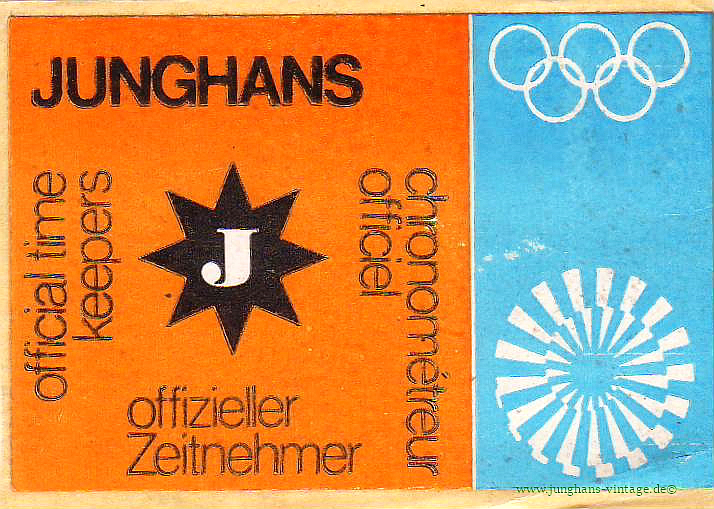 JUNGHANS
official time
keepers
J
chronométreur
officiel
offizieller
Zeitnehmer
www.junghans-vintage.de©